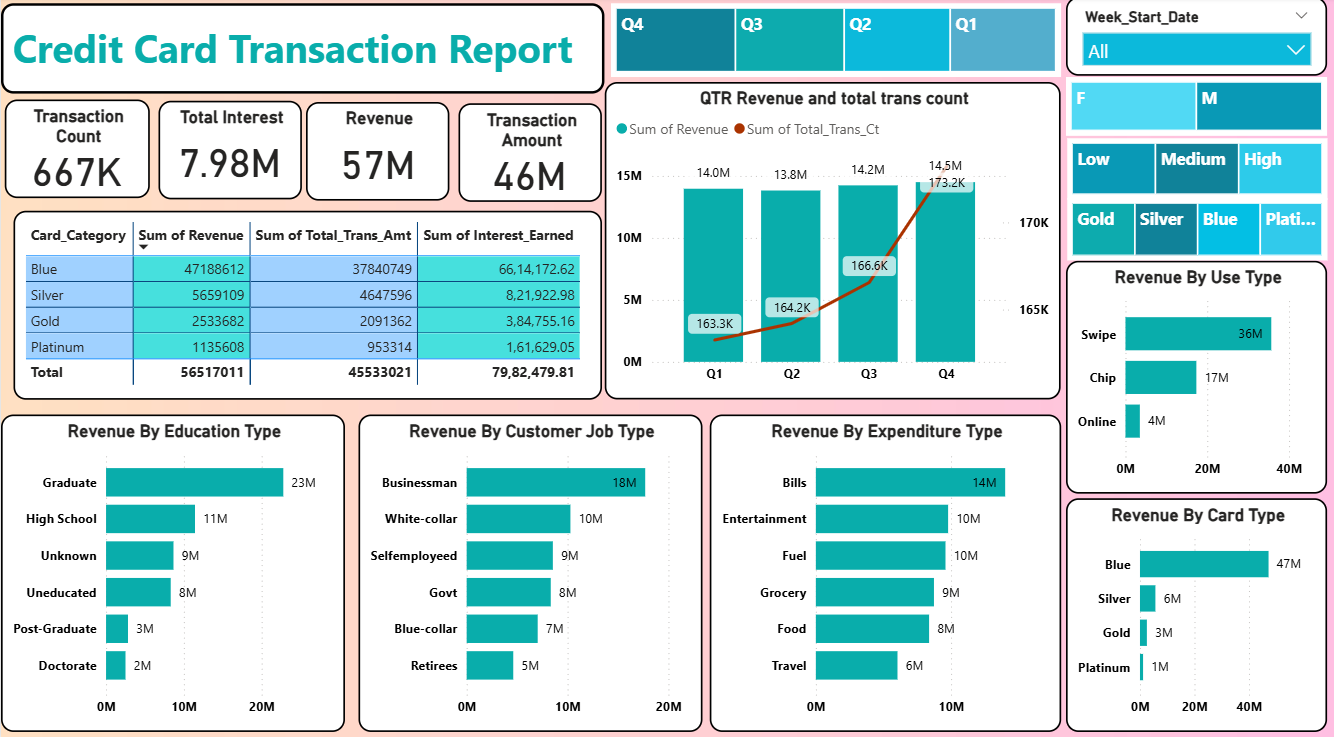 Credit Card Transaction Report
Q4 Q3 Q2 Q1
Week_Start_Date
All
F M
Low Medium High
Gold Silver Blue Plati...
Transaction
Count
667K
Total Interest
7.98M
Revenue
57M
Transaction
Amount
46M
Card_Category Sum of Revenue Sum of Total_Trans_Amt Sum of Interest_Earned
Blue 47188612 37840749 66,14,172.62
Silver 5659109 4647596 8,21,922.98
Gold 2533682 2091362 3,84,755.16
Platinum 1135608 953314 1,61,629.05
Total 56517011 45533021 79,82,479.81
QTR Revenue and total trans count
Sum of Revenue Sum of Total_Trans_Ct
14.0M 13.8M 14.2M 14.5M
15M
10M
5M
0M
163.3K 164.2K 166.6K 173.2K
170K
165K
Q1 Q2 Q3 Q4
Revenue By Use Type
Swipe 36M
Chip 17M
Online 4M
0M 20M 40M
Revenue By Education Type
Graduate 23M
High School 11M
Unknown 9M
Uneducated 8M
Post-Graduate 3M
Doctorate 2M
0M 10M 20M
Revenue By Customer Job Type
Businessman 18M
White-collar 10M
Selfemployeed 9M
Govt 8M
Blue-collar 7M
Retirees 5M
0M 10M 20M
Revenue By Expenditure Type
Bills 14M
Entertainment 10M
Fuel 10M
Grocery 9M
Food 8M
Travel 6M
0M 10M
Revenue By Card Type
Blue 47M
Silver 6M
Gold 3M
Platinum 1M
0M 20M 40M